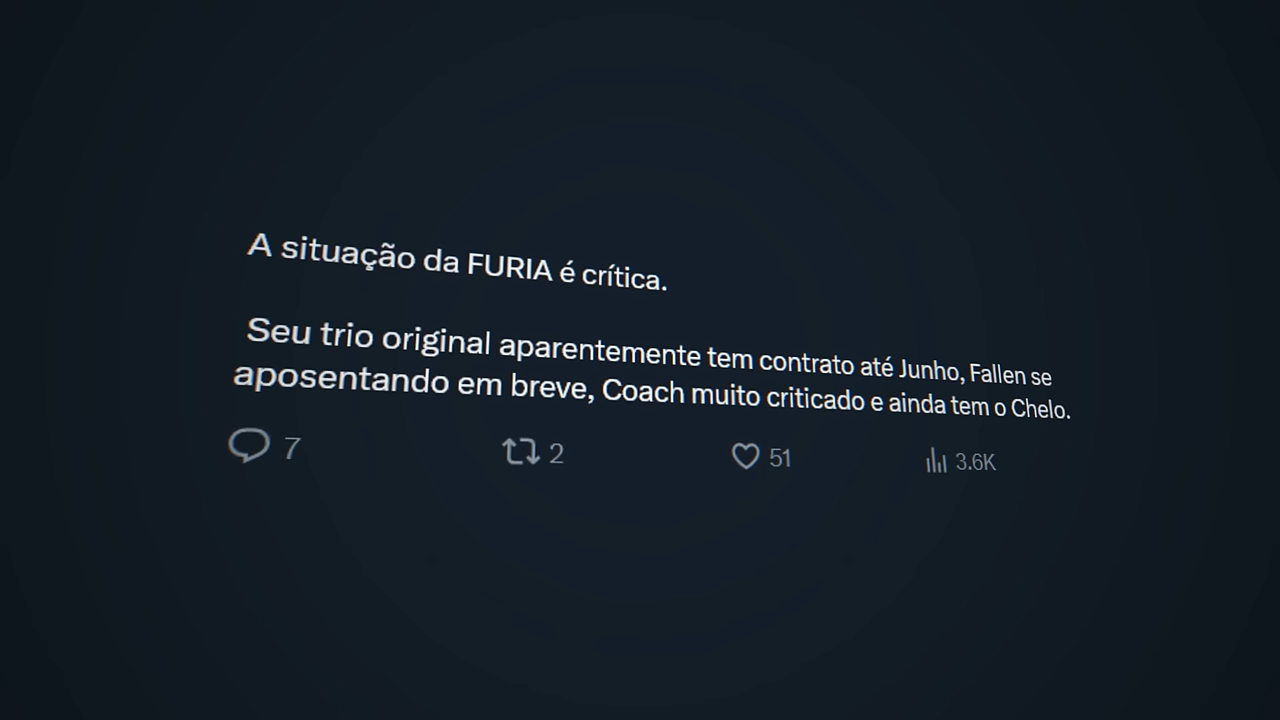 A situação da FURIA é crítica.
Seu trio original aparentemente tem contrato até Junho, Fallen se
aposentando em breve, Coach muito criticado e ainda tem o Chelo.
7 2 51 3.6K